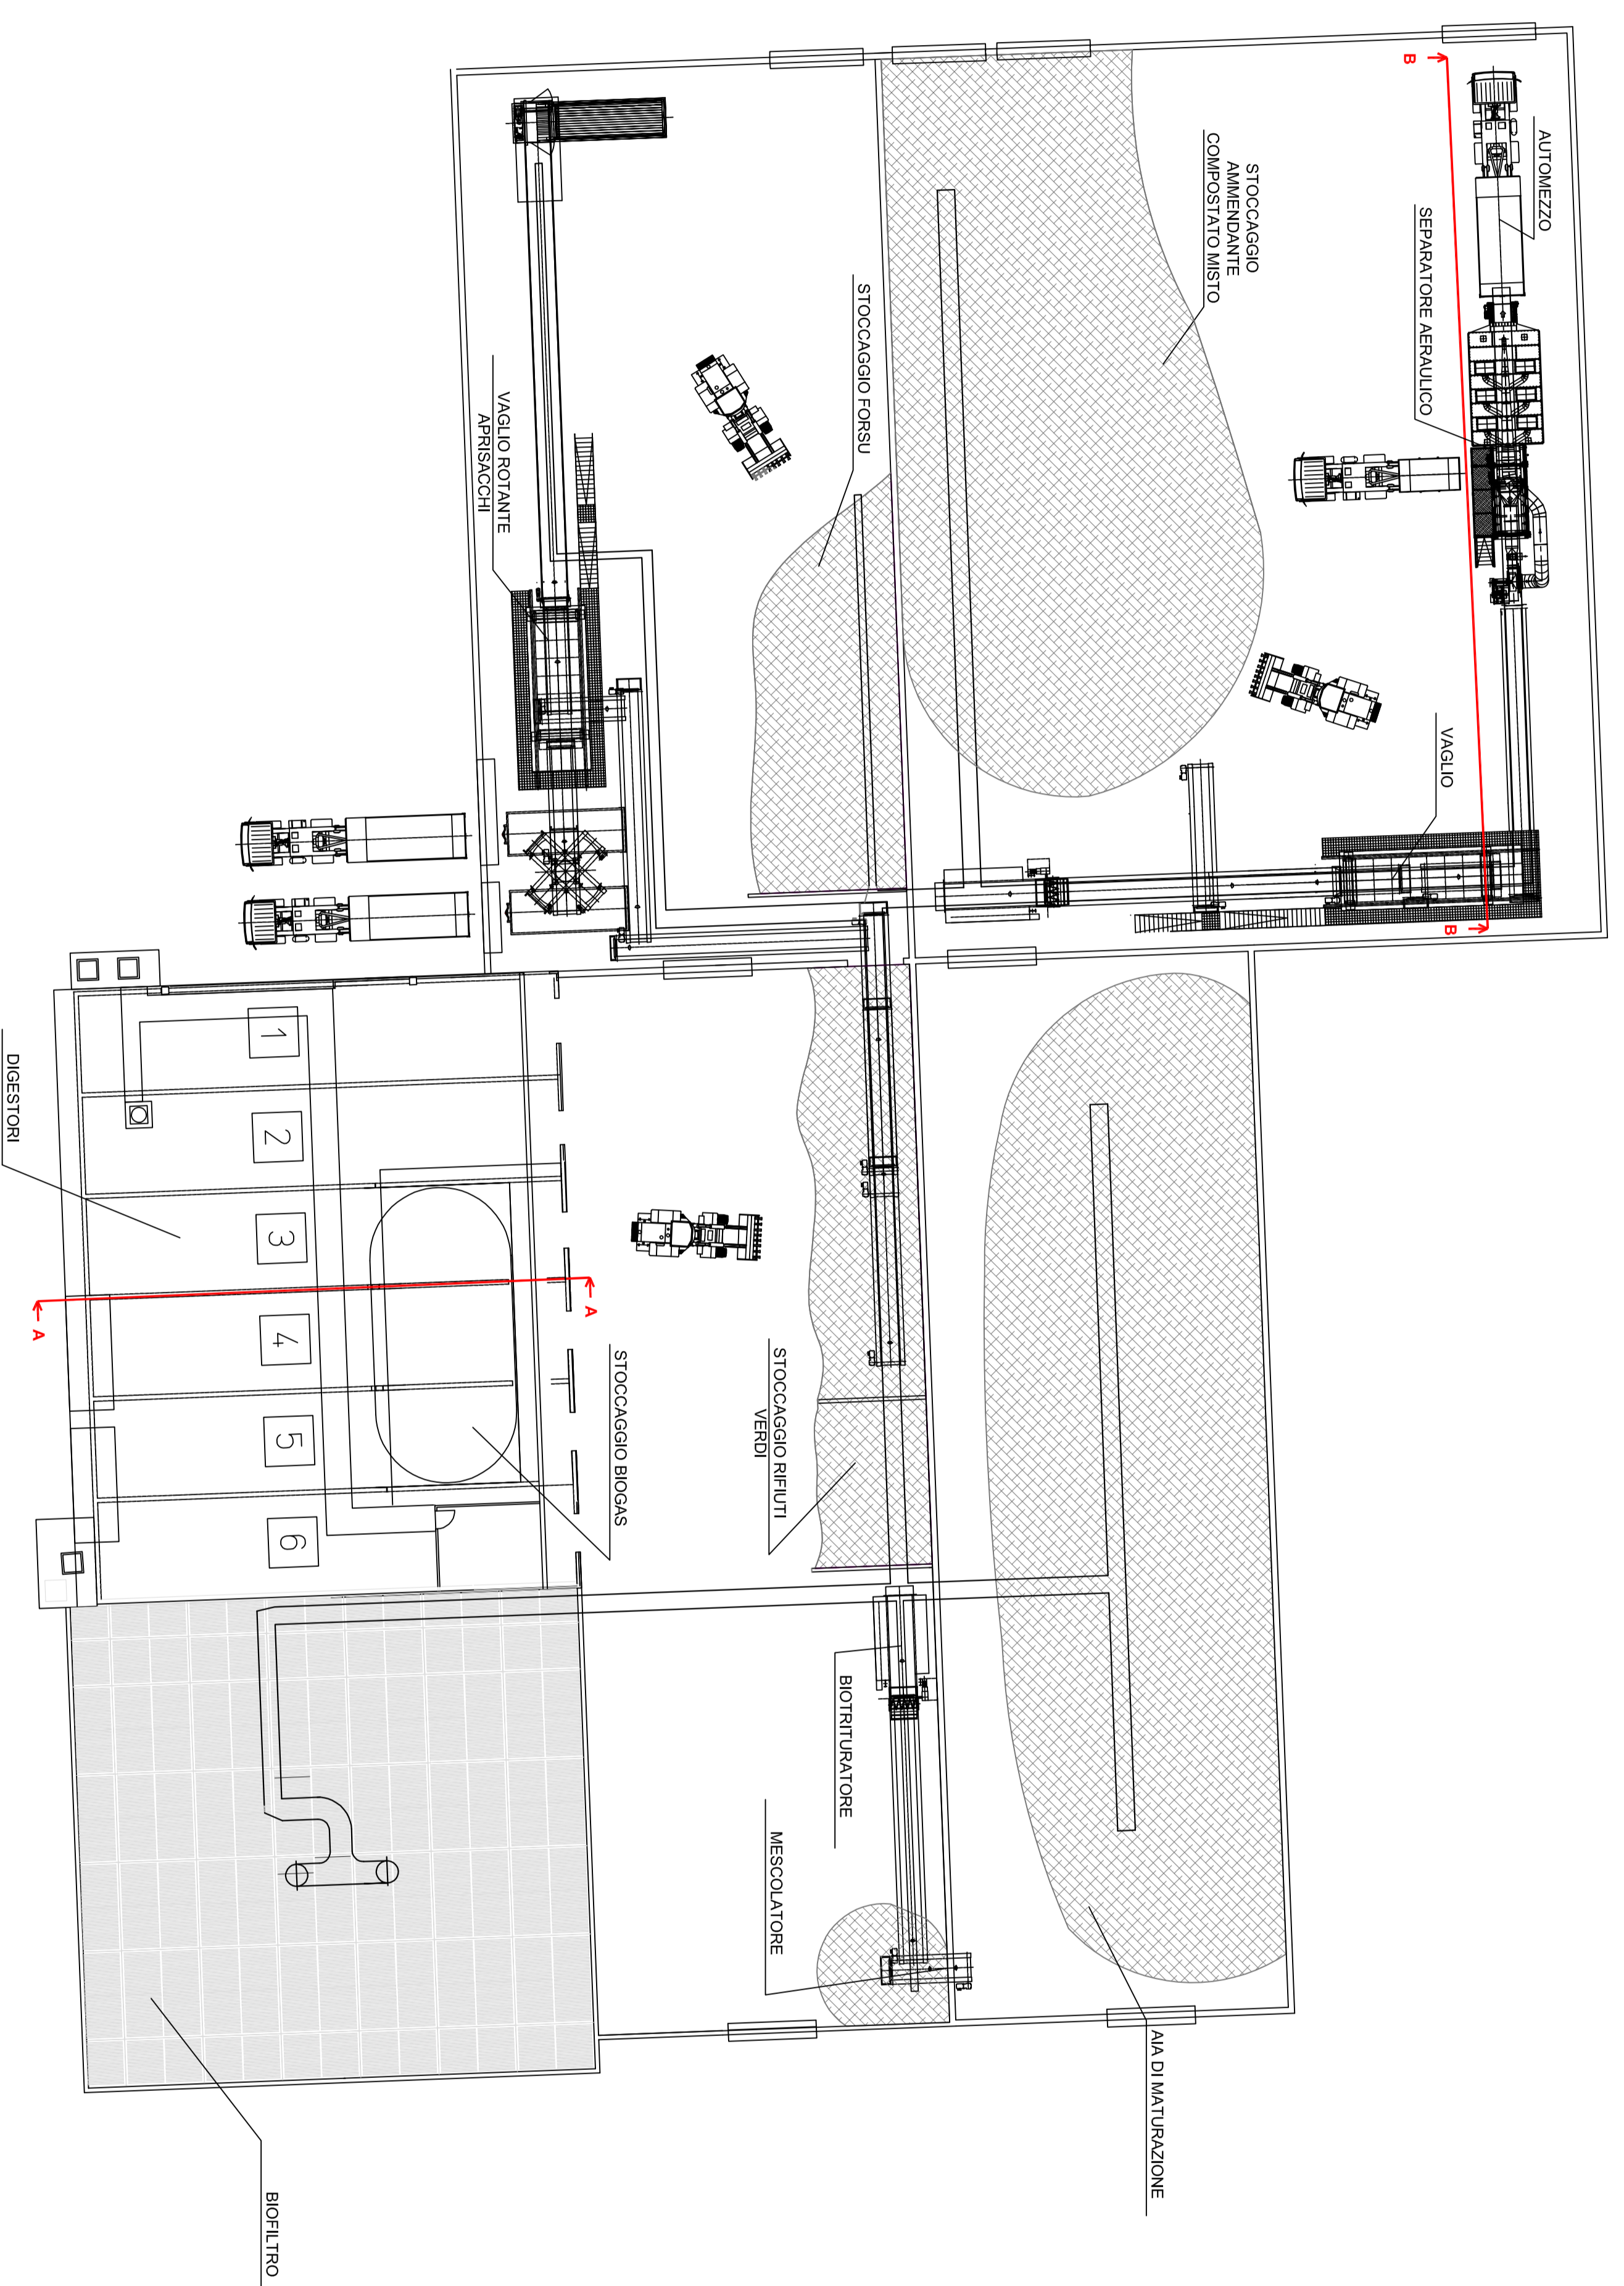 AUTOMEZZO
SEPARATORE AERAULICO
B
STOCCAGGIO
AMMENDANTE
COMPOSTATO MISTO
STOCCAGGIO FORSU
VAGLIO ROTANTE
APRISACCHI
VAGLIO
B
DIGESTORI
1
2
3
4
5
6
A
A
STOCCAGGIO BIOGAS
STOCCAGGIO RIFIUTI
VERDI
BIOTRITURATORE
MESCOLATORE
AIA DI MATURAZIONE
BIOFILTRO